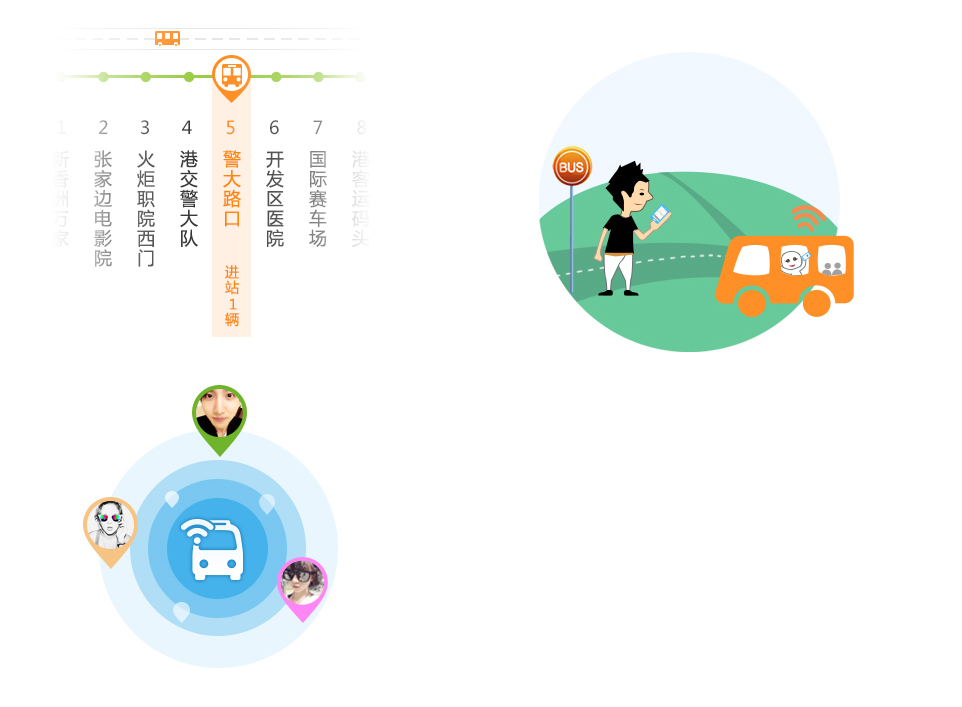 1
新香洲万家
2
张家边电影院
3
火炬职院西门
4
港交警大队
5
警大路口
进站1辆
6
开发区医院
7
国际赛车场
8
港客运码头
BUS